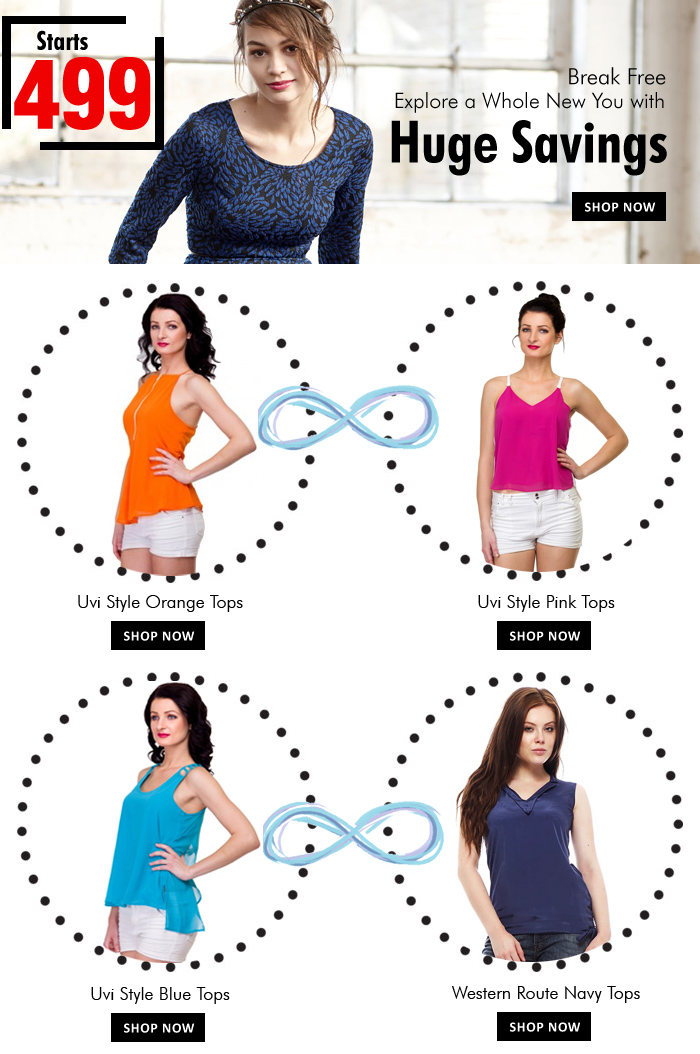 Starts
499
Break Free
Explore a Whole New You with
Huge Savings
SHOP NOW
Uvi Style Orange Tops
Uvi Style Pink Tops
SHOP NOW
SHOP NOW
Uvi Style Blue Tops
Western Route Navy Tops
SHOP NOW
SHOP NOW